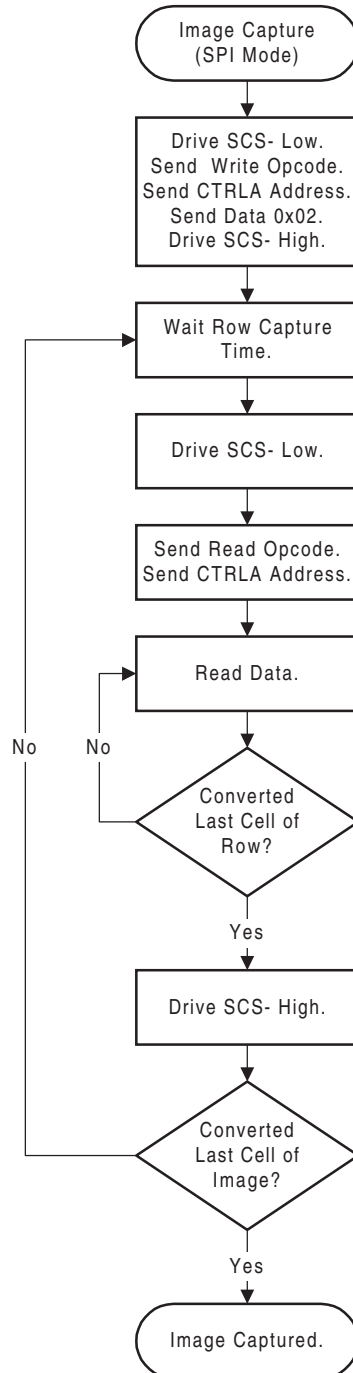 Image Capture
(SPI Mode)
Drive SCS- Low.
Send Write Opcode.
Send CTRLA Address.
Send Data 0x02.
Drive SCS- High.
Wait Row Capture
Time.
Drive SCS- Low.
Send Read Opcode.
Send CTRLA Address.
Read Data.
No
No
Converted
Last Cell of
Row?
Yes
Drive SCS- High.
Converted
Last Cell of
Image?
Yes
Image Captured.